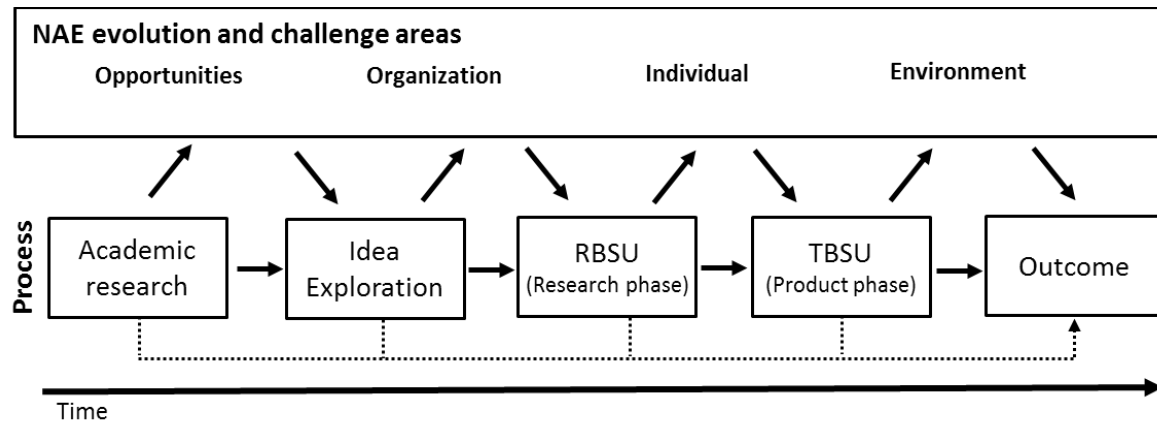 NAE evolution and challenge areas
Opportunities Organization Individual Environment
Process
Academic
research
Idea
Exploration
RBSU
(Research phase)
TBSU
(Product phase)
Outcome
Time